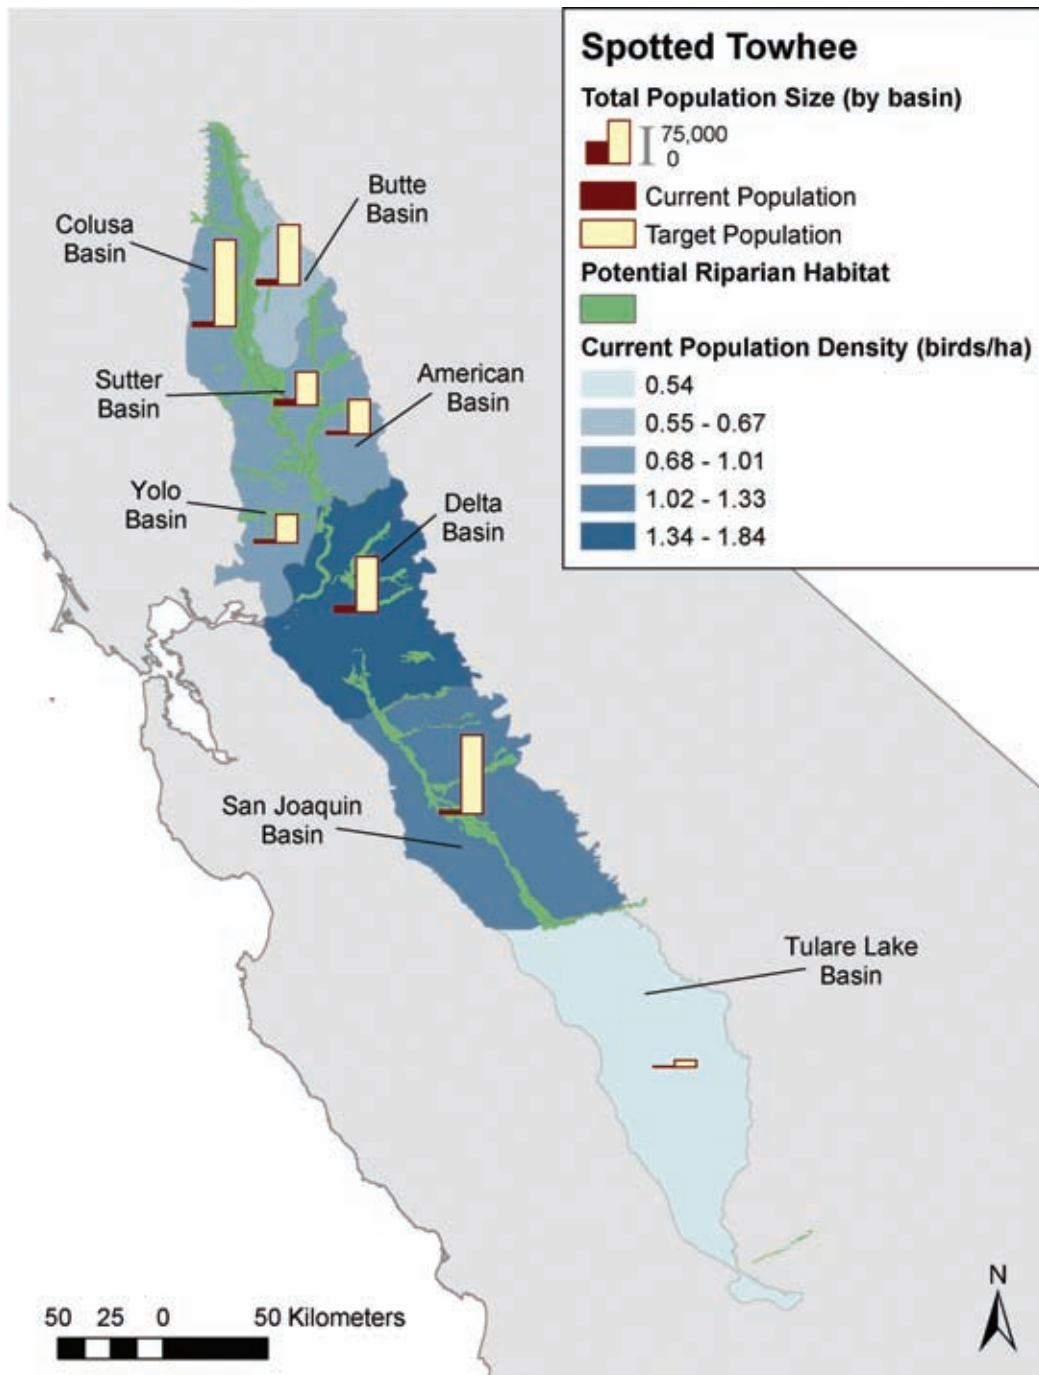 Spotted Towhee
Total Population Size (by basin)
75,000
0
Current Population
Target Population
Potential Riparian Habitat
Current Population Density (birds/ha)
0.54
0.55 - 0.67
0.68 - 1.01
1.02 - 1.33
1.34 - 1.84
Butte
Basin
Colusa
Basin
Sutter
Basin
American
Basin
Yolo
Basin
Delta
Basin
San Joaquin
Basin
Tulare Lake
Basin
50 25 0 50 Kilometers
N